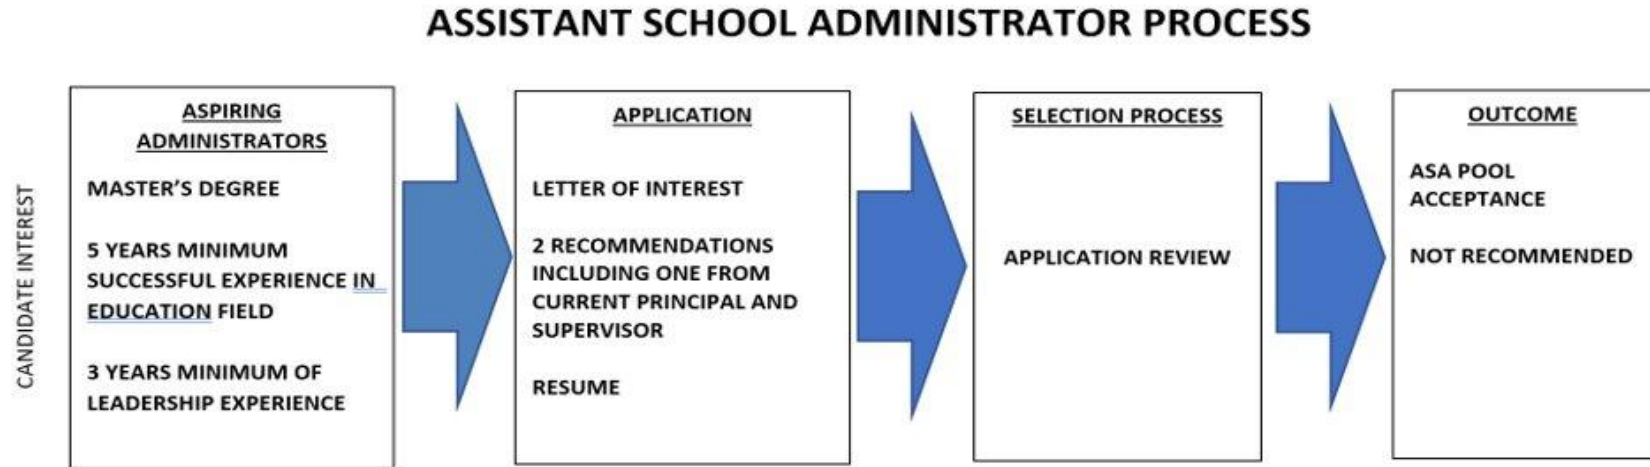 ASSISTANT SCHOOL ADMINISTRATOR PROCESS
CANDIDATE INTEREST
ASPIRING
ADMINISTRATORS
MASTER’S DEGREE
5 YEARS MINIMUM
SUCCESSFUL EXPERIENCE IN
EDUCATION FIELD
3 YEARS MINIMUM OF
LEADERSHIP EXPERIENCE
APPLICATION
LETTER OF INTEREST
2 RECOMMENDATIONS
INCLUDING ONE FROM
CURRENT PRINCIPAL AND
SUPERVISOR
RESUME
SELECTION PROCESS
APPLICATION REVIEW
OUTCOME
ASA POOL
ACCEPTANCE
NOT RECOMMENDED